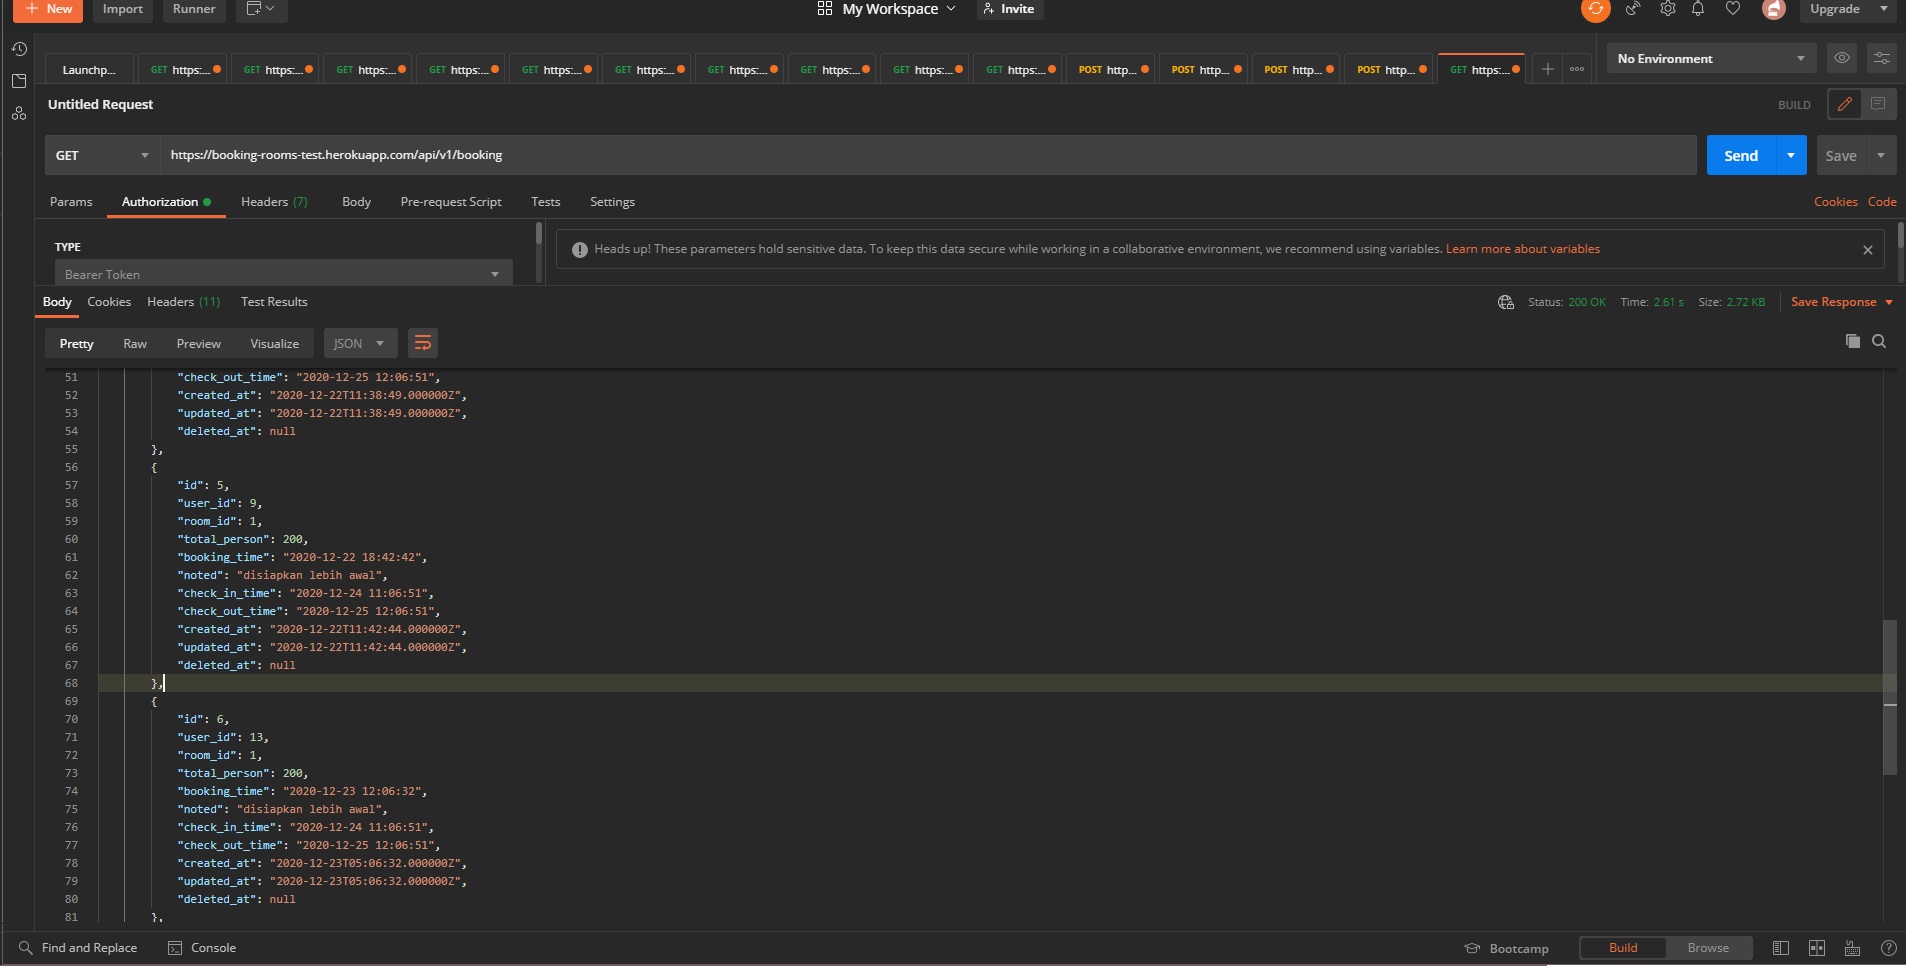 New Import Runner My Workspace Invite Upgrade
Launchp... GET https:... GET https:... GET https:... GET https:... GET https:... GET https:... GET https:... GET https:... GET https:... GET https:... POST http... POST http... POST http... POST http... GET https:... No Environment
Untitled Request BUILD
GET https://booking-rooms-test.herokuapp.com/api/v1/booking Send Save
Params Authorization Headers (7) Body Pre-request Script Tests Settings Cookies Code
TYPE
Heads up! These parameters hold sensitive data. To keep this data secure while working in a collaborative environment, we recommend using variables. Learn more about variables
Bearer Token
Body Cookies Headers (11) Test Results Status: 200 OK Time: 2.61 s Size: 2.72 KB Save Response
Pretty Raw Preview Visualize JSON
51 "check_out_time": "2020-12-25 12:06:51",
52 "created_at": "2020-12-22T11:38:49.000000Z",
53 "updated_at": "2020-12-22T11:38:49.000000Z",
54 "deleted_at": null
55 },
56 {
57 "id": 5,
58 "user_id": 9,
59 "room_id": 1,
60 "total_person": 200,
61 "booking_time": "2020-12-22 18:42:42",
62 "noted": "disiapkan lebih awal",
63 "check_in_time": "2020-12-24 11:06:51",
64 "check_out_time": "2020-12-25 12:06:51",
65 "created_at": "2020-12-22T11:42:44.000000Z",
66 "updated_at": "2020-12-22T11:42:44.000000Z",
67 "deleted_at": null
68 },
69 {
70 "id": 6,
71 "user_id": 13,
72 "room_id": 1,
73 "total_person": 200,
74 "booking_time": "2020-12-23 12:06:32",
75 "noted": "disiapkan lebih awal",
76 "check_in_time": "2020-12-24 11:06:51",
77 "check_out_time": "2020-12-25 12:06:51",
78 "created_at": "2020-12-23T05:06:32.000000Z",
79 "updated_at": "2020-12-23T05:06:32.000000Z",
80 "deleted_at": null
81 },
Find and Replace Console Bootcamp Build Browse